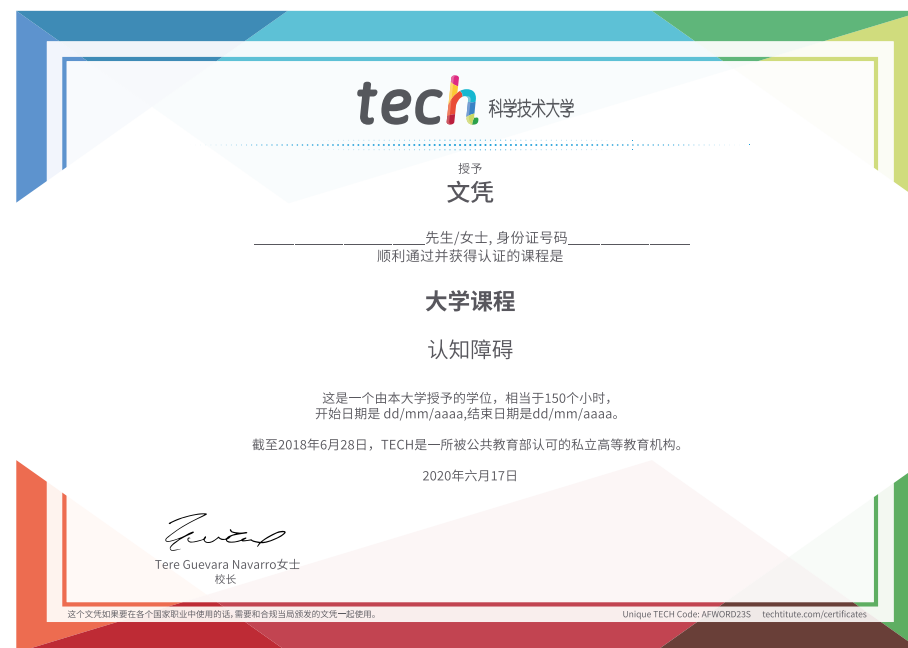 tech 科学技术大学
授予
文凭
先生/女士, 身份证号码
顺利通过并获得认证的课程是
大学课程
认知障碍
这是一个由本大学授予的学位，相当于150个小时，
开始日期是 dd/mm/aaaa,结束日期是dd/mm/aaaa。
截至2018年6月28日，TECH是一所被公共教育部认可的私立高等教育机构。
2020年六月17日
Tere Guevara Navarro女士
校长
这个文凭如果要在各个国家职业中使用的话,需要和合规当局颁发的文凭一起使用。
Unique TECH Code: AFWORD23S techtitute.com/certificates